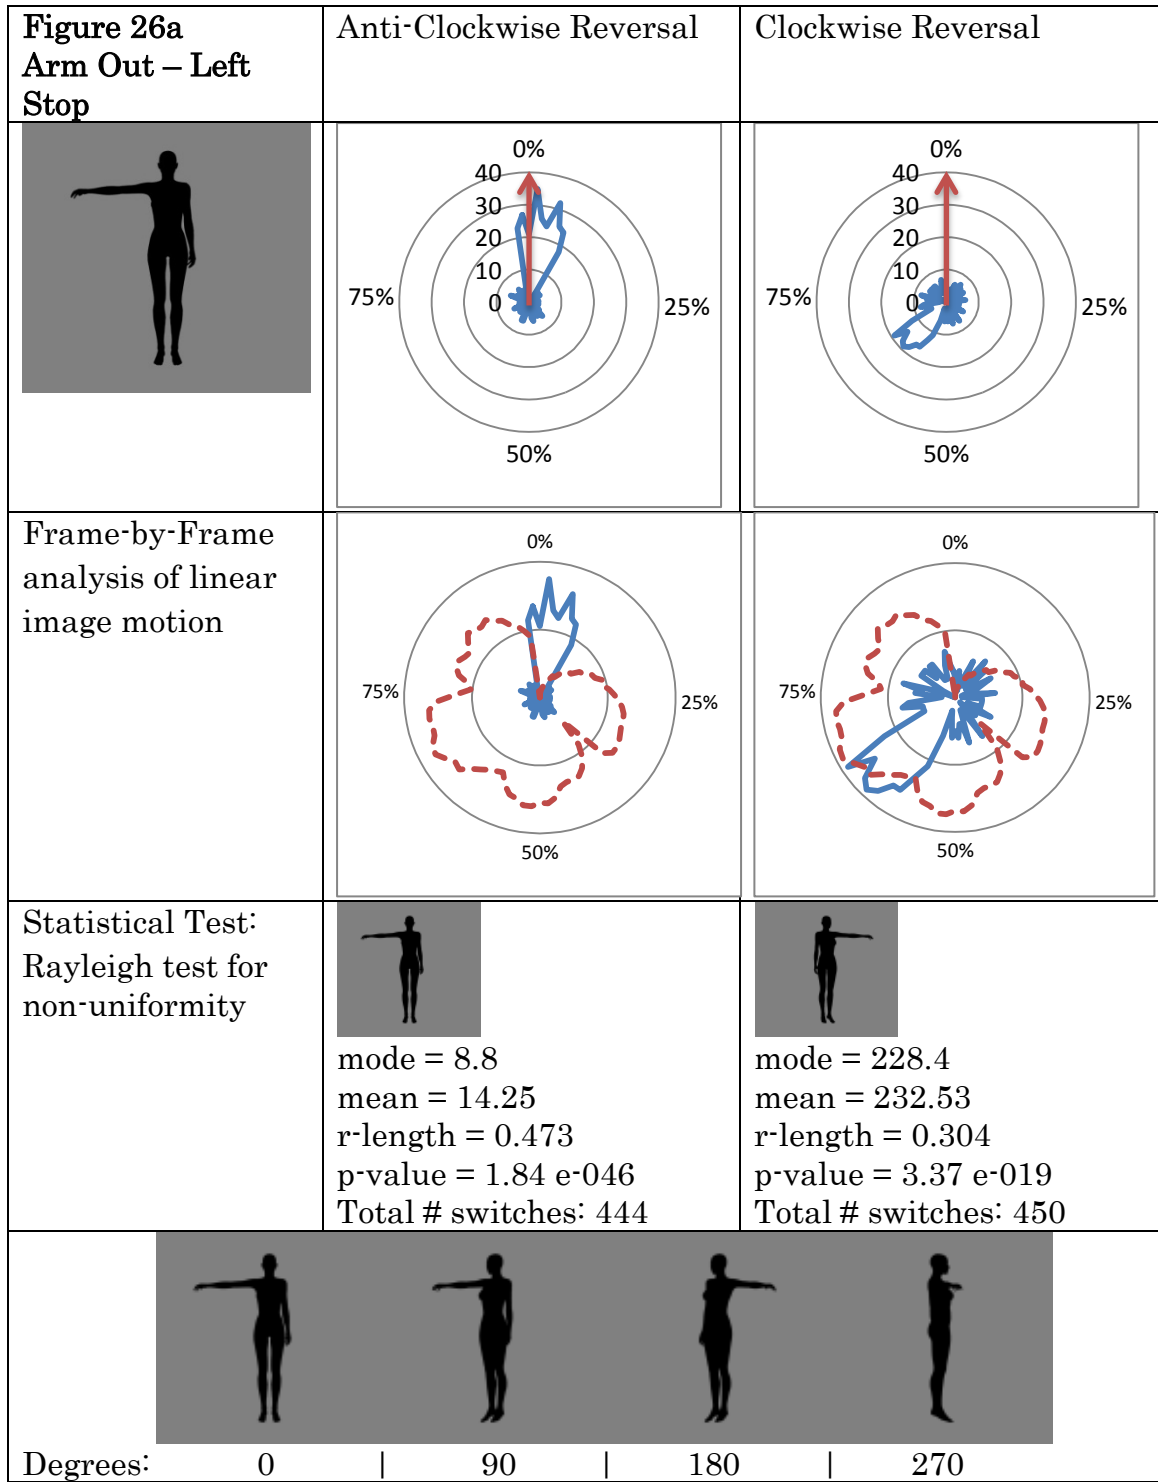 Figure 26a
Arm Out – Left
Stop
Anti-Clockwise Reversal
Clockwise Reversal
0%
40
30
20
10
0
75%
25%
50%
0%
40
30
20
10
0
75%
25%
50%
Frame-by-Frame
analysis of linear
image motion
0%
75%
25%
50%
0%
75%
25%
50%
Statistical Test:
Rayleigh test for
non-uniformity
mode = 8.8
mean = 14.25
r-length = 0.473
p-value = 1.84 e-046
Total # switches: 444
mode = 228.4
mean = 232.53
r-length = 0.304
p-value = 3.37 e-019
Total # switches: 450
Degrees: 0 | 90 | 180 | 270